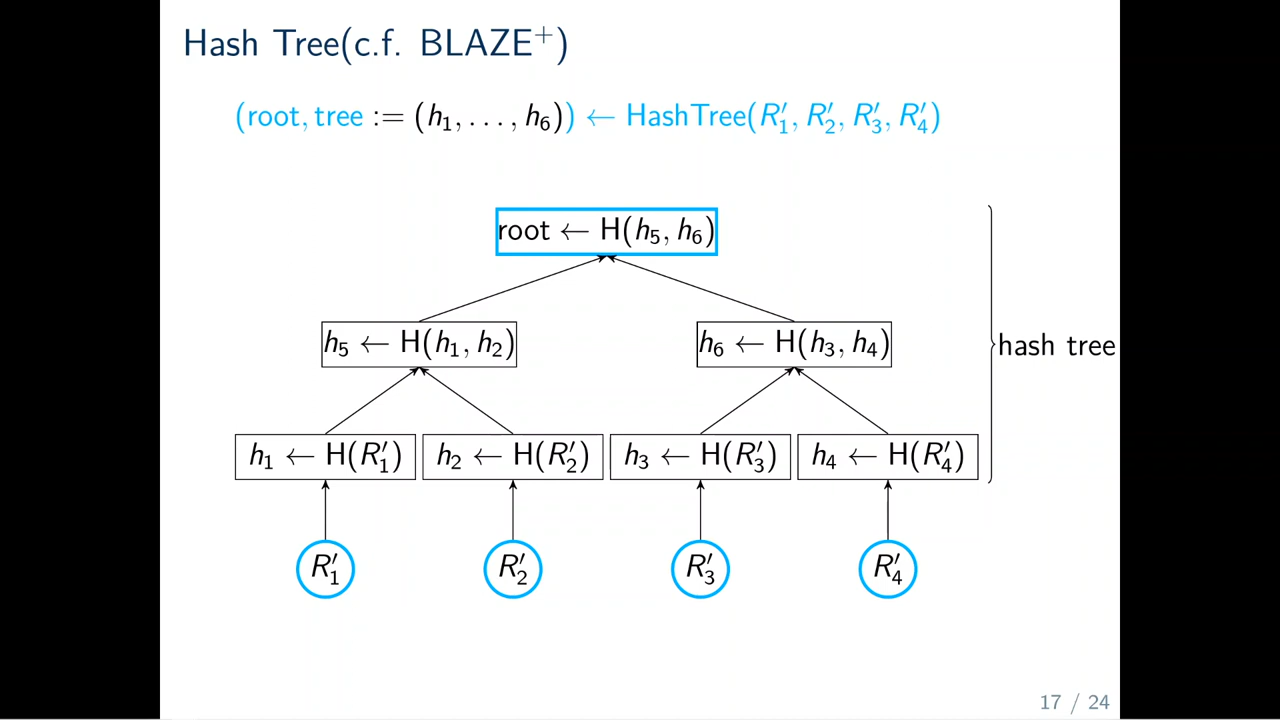 Hash Tree(c.f. BLAZE⁺)
(root, tree := (h₁, …, h₆)) ← HashTree(R′₁, R′₂, R′₃, R′₄)
root ← H(h₅, h₆)
h₅ ← H(h₁, h₂) h₆ ← H(h₃, h₄)
hash tree
h₁ ← H(R′₁) h₂ ← H(R′₂) h₃ ← H(R′₃) h₄ ← H(R′₄)
R′₁ R′₂ R′₃ R′₄
17 / 24